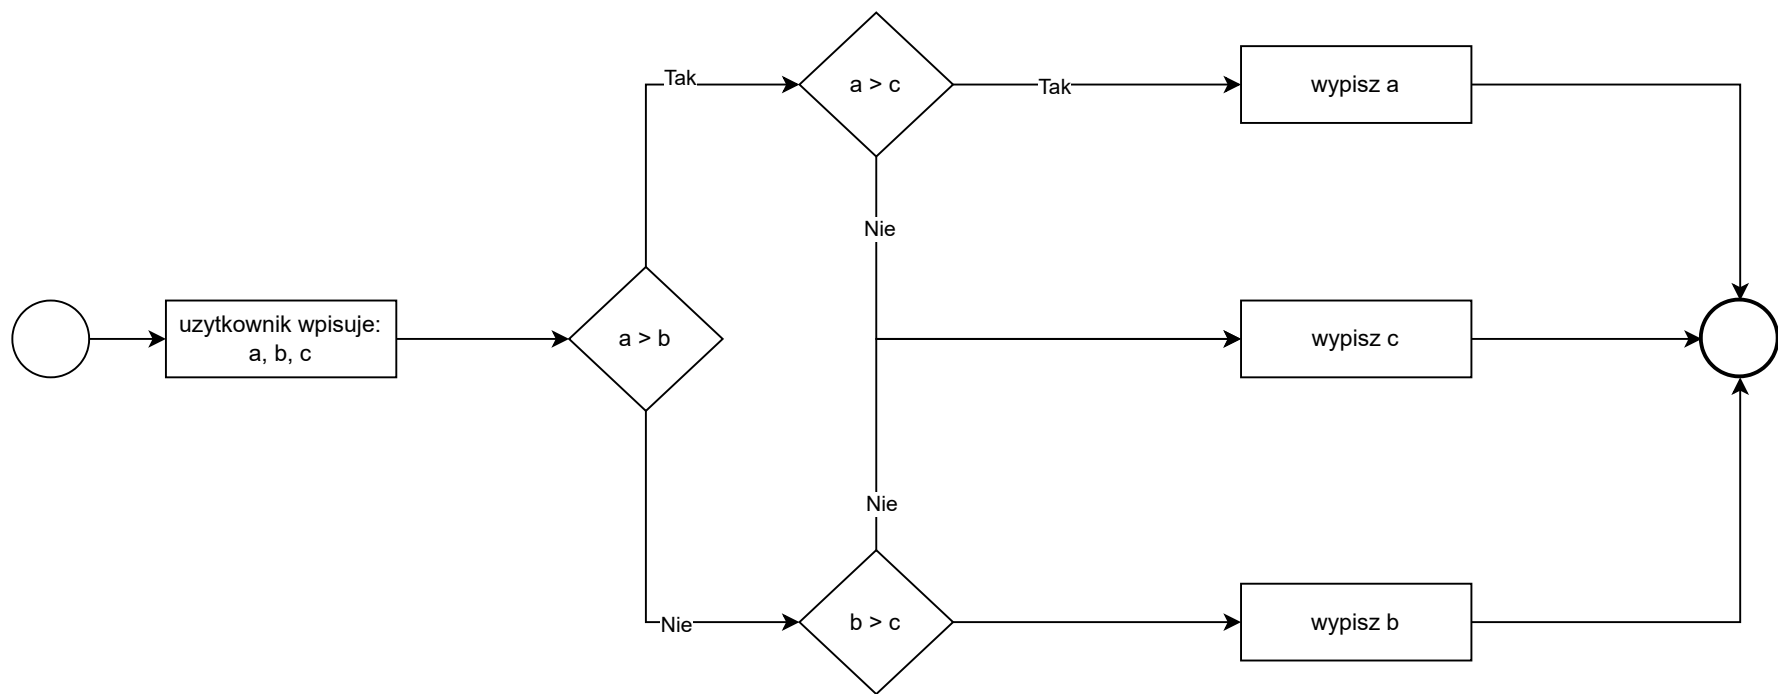 Tak
a > c
Tak
wypisz a
Nie
uzytkownik wpisuje:
a, b, c
a > b
wypisz c
Nie
Nie
b > c
wypisz b